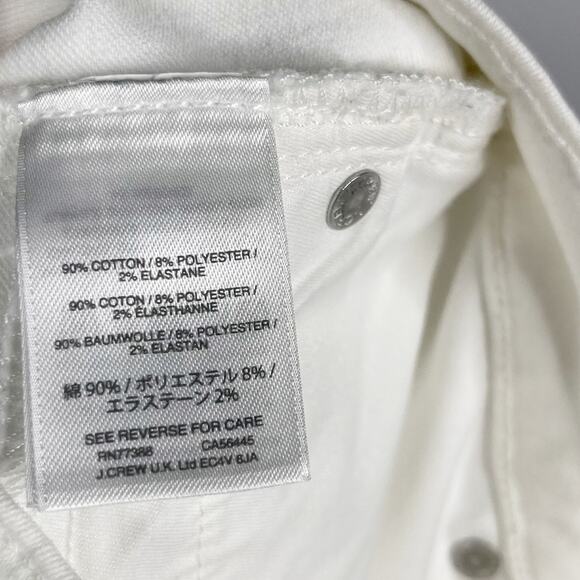 90% COTTON / 8% POLYESTER /
2% ELASTANE
90% COTON / 8% POLYESTER /
2% ÉLASTHANNE
90% BAUMWOLLE / 8% POLYESTER /
2% ELASTAN
綿 90% / ポリエステル 8% /
エラステーン 2%
SEE REVERSE FOR CARE
RN77388 CA56445
J.CREW U.K. Ltd EC4V 6JA